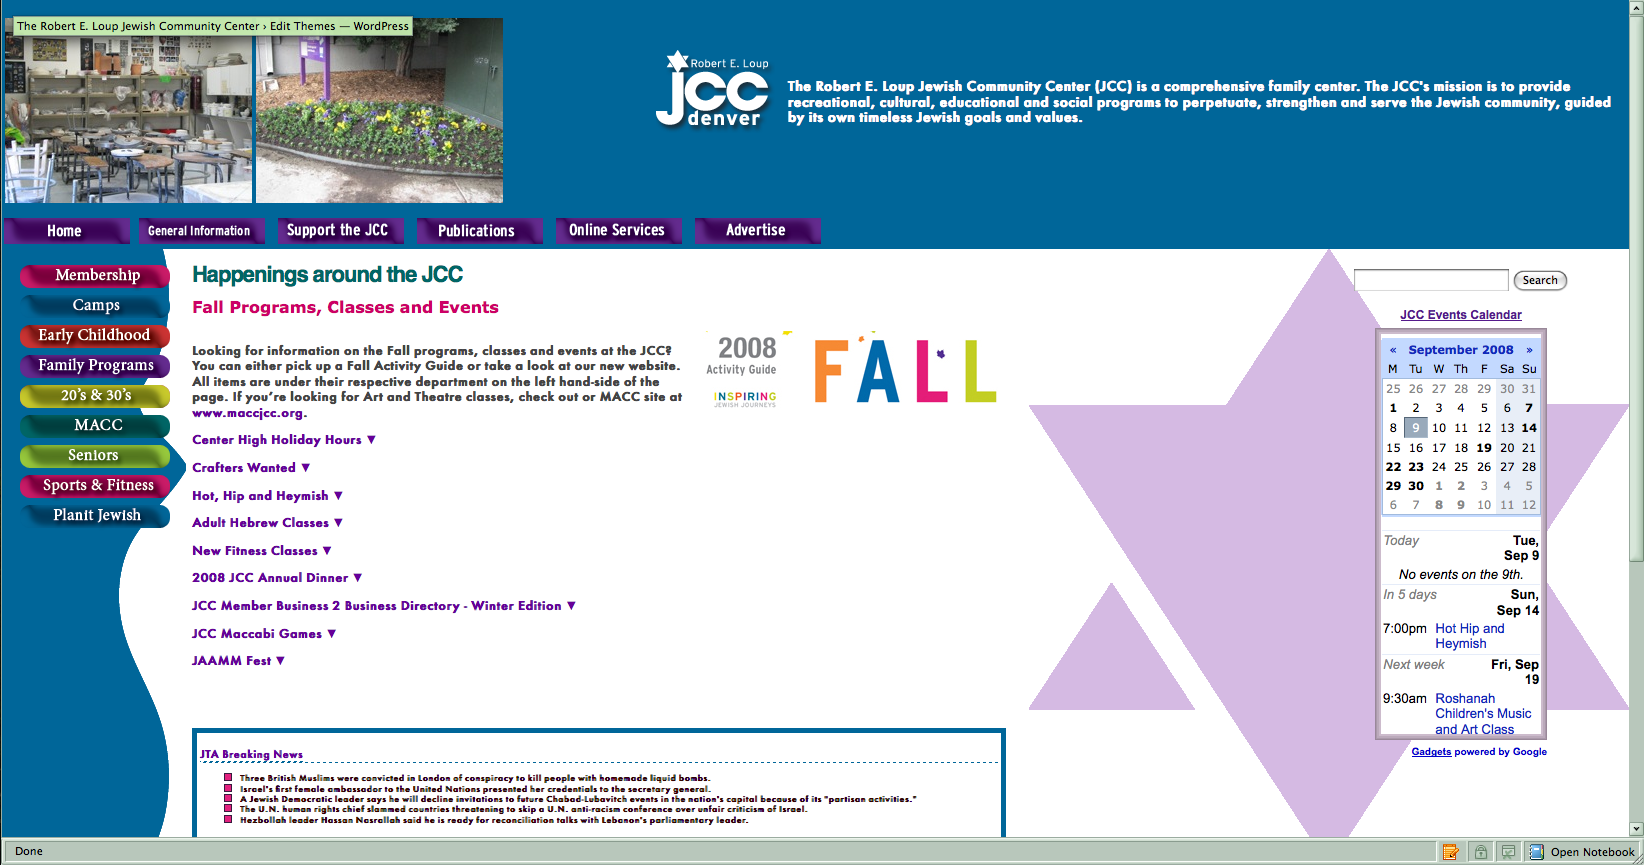 The Robert E. Loup Jewish Community Center › Edit Themes — WordPress
Robert E. Loup
jcc
denver
The Robert E. Loup Jewish Community Center (JCC) is a comprehensive family center. The JCC's mission is to provide
recreational, cultural, educational and social programs to perpetuate, strengthen and serve the Jewish community, guided
by its own timeless Jewish goals and values.
Home
General Information
Support the JCC
Publications
Online Services
Advertise
Membership
Camps
Early Childhood
Family Programs
20's & 30's
MACC
Seniors
Sports & Fitness
Planit Jewish
Happenings around the JCC
Fall Programs, Classes and Events
Looking for information on the Fall programs, classes and events at the JCC?
You can either pick up a Fall Activity Guide or take a look at our new website.
All items are under their respective department on the left hand-side of the
page. If you're looking for Art and Theatre classes, check out or MACC site at
www.maccjcc.org.
2008
Activity Guide
INSPIRING
JEWISH JOURNEYS
FALL
Center High Holiday Hours ▼
Crafters Wanted ▼
Hot, Hip and Heymish ▼
Adult Hebrew Classes ▼
New Fitness Classes ▼
2008 JCC Annual Dinner ▼
JCC Member Business 2 Business Directory - Winter Edition ▼
JCC Maccabi Games ▼
JAAMM Fest ▼
JTA Breaking News
Three British Muslims were convicted in London of conspiracy to kill people with homemade liquid bombs.
Israel's first female ambassador to the United Nations presented her credentials to the secretary general.
A Jewish Democratic leader says he will decline invitations to future Chabad-Lubavitch events in the nation's capital because of its "partisan activities."
The U.N. human rights chief slammed countries threatening to skip a U.N. anti-racism conference over unfair criticism of Israel.
Hezbollah leader Hassan Nasrallah said he is ready for reconciliation talks with Lebanon's parliamentary leader.
Search
JCC Events Calendar
« September 2008 »
M Tu W Th F Sa Su
25 26 27 28 29 30 31
1 2 3 4 5 6 7
8 9 10 11 12 13 14
15 16 17 18 19 20 21
22 23 24 25 26 27 28
29 30 1 2 3 4 5
6 7 8 9 10 11 12
Today Tue,
Sep 9
No events on the 9th.
In 5 days Sun,
Sep 14
7:00pm Hot Hip and
Heymish
Next week Fri, Sep
19
9:30am Roshanah
Children's Music
and Art Class
Gadgets powered by Google
Done
Open Notebook